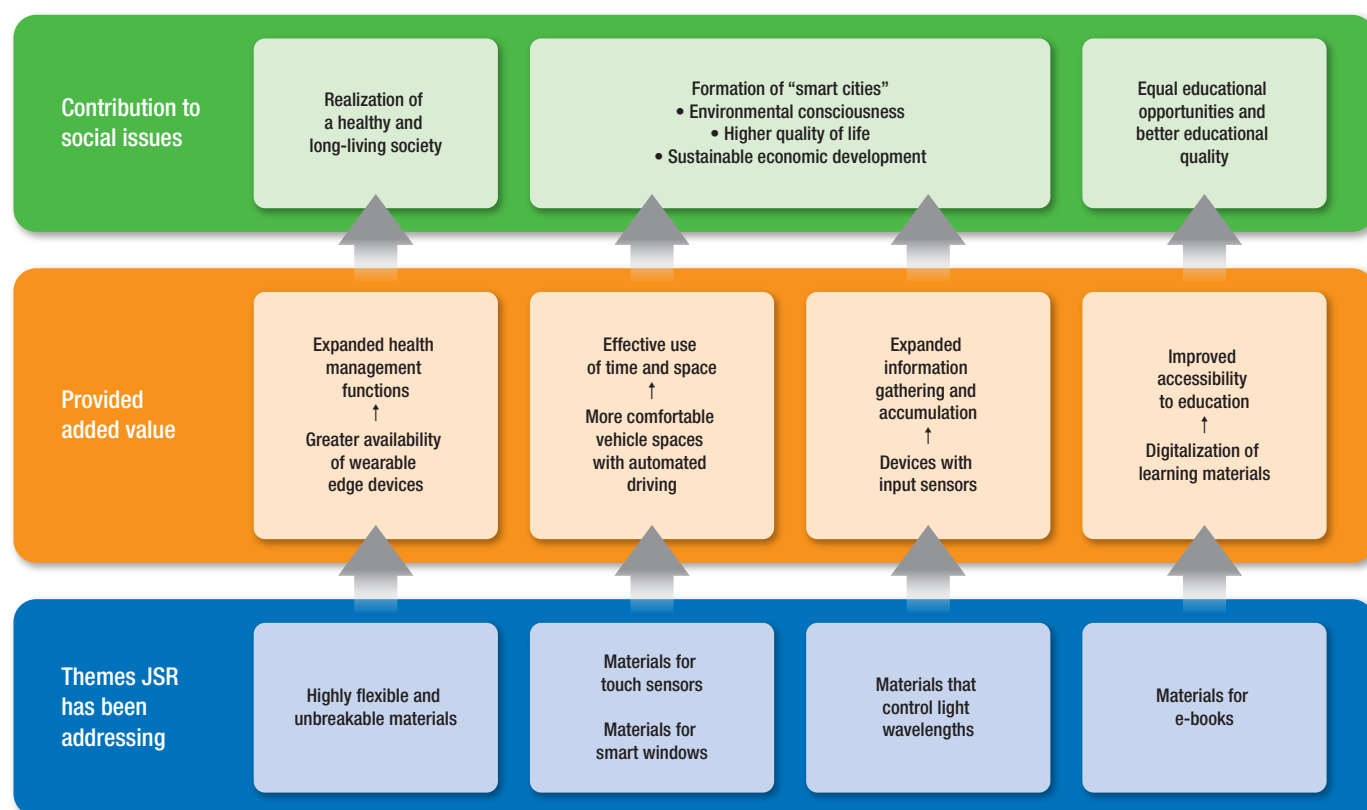 Contribution to
social issues
Realization of
a healthy and
long-living society
Formation of “smart cities”
• Environmental consciousness
• Higher quality of life
• Sustainable economic development
Equal educational
opportunities and
better educational
quality
Provided
added value
Expanded health
management
functions
↑
Greater availability
of wearable
edge devices
Effective use
of time and space
↑
More comfortable
vehicle spaces
with automated
driving
Expanded
information
gathering and
accumulation
↑
Devices with
input sensors
Improved
accessibility
to education
↑
Digitalization of
learning materials
Themes JSR
has been
addressing
Highly flexible and
unbreakable materials
Materials for
touch sensors
Materials for
smart windows
Materials that
control light
wavelengths
Materials for
e-books